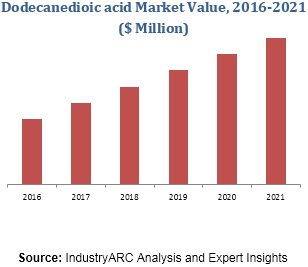 Dodecanedioic acid Market Value, 2016-2021
($ Million)
2016 2017 2018 2019 2020 2021
Source: IndustryARC Analysis and Expert Insights